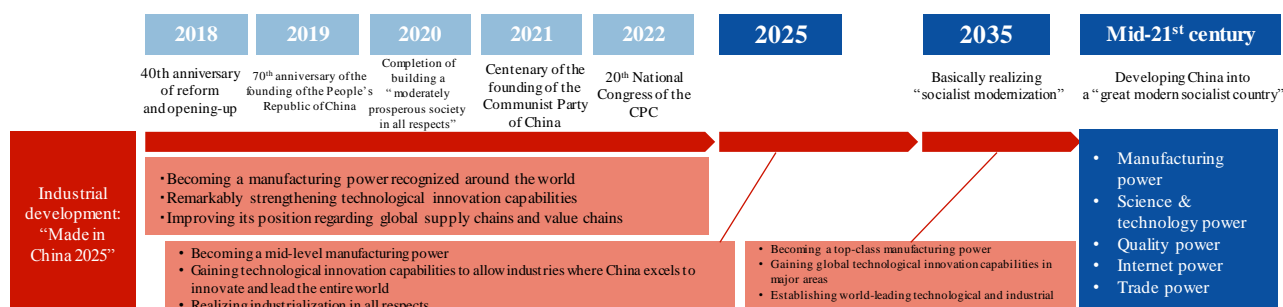 2018
2019
2020
2021
2022
2025
2035
Mid-21st century
40th anniversary
of reform
and opening-up
70th anniversary of the
founding of the People's
Republic of China
Completion of
building a
“moderately
prosperous society
in all respects”
Centenary of the
founding of the
Communist Party
of China
20th National
Congress of the
CPC
Basically realizing
“socialist modernization”
Developing China into
a “great modern socialist country”
Industrial
development:
“Made in
China 2025”
・Becoming a manufacturing power recognized around the world
・Remarkably strengthening technological innovation capabilities
・Improving its position regarding global supply chains and value chains
• Becoming a mid-level manufacturing power
• Gaining technological innovation capabilities to allow industries where China excels to
innovate and lead the entire world
• Realizing industrialization in all respects
• Becoming a top-class manufacturing power
• Gaining global technological innovation capabilities in
major areas
• Establishing world-leading technological and industrial
• Manufacturing
power
• Science &
technology power
• Quality power
• Internet power
• Trade power